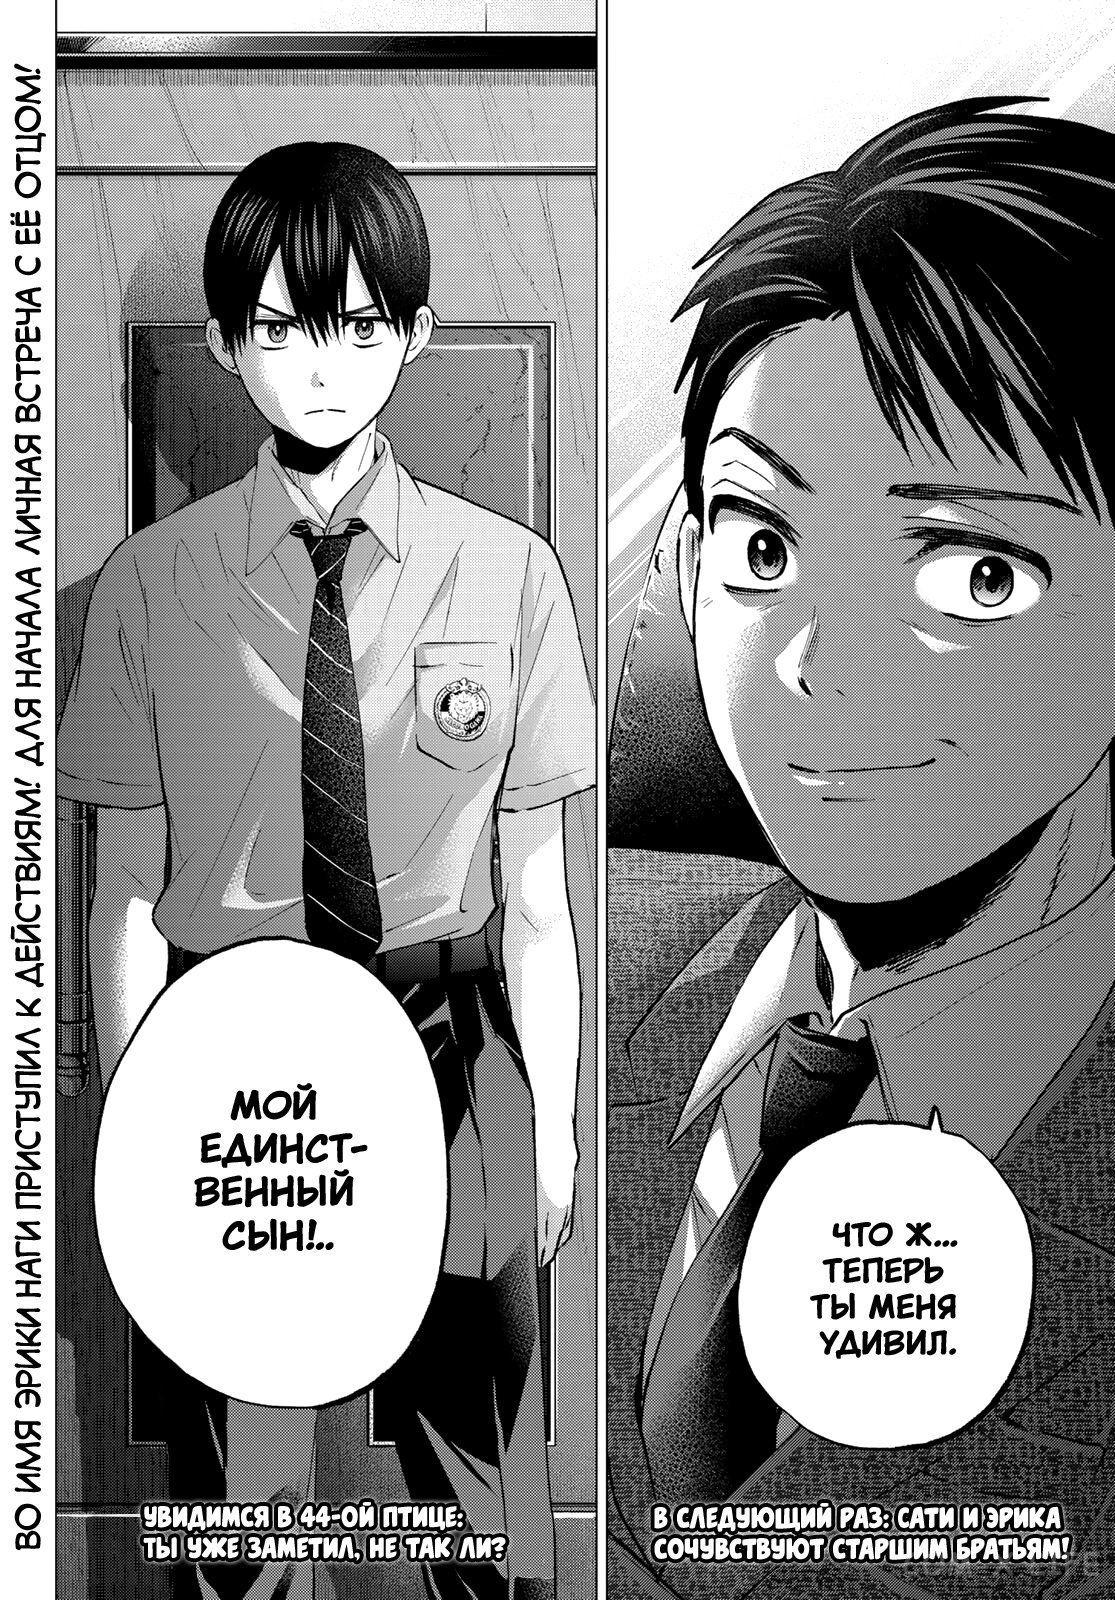 ВО ИМЯ ЭРИКИ НАГИ ПРИСТУПИЛ К ДЕЙСТВИЯМ! ДЛЯ НАЧАЛА ЛИЧНАЯ ВСТРЕЧА С ЕЁ ОТЦОМ!
ЧТО Ж...
ТЕПЕРЬ
ТЫ МЕНЯ
УДИВИЛ.
МОЙ
ЕДИНСТ-
ВЕННЫЙ
СЫН!..
УВИДИМСЯ В 44-ОЙ ПТИЦЕ:
ТЫ УЖЕ ЗАМЕТИЛ, НЕ ТАК ЛИ?
В СЛЕДУЮЩИЙ РАЗ: САТИ И ЭРИКА
СОЧУВСТВУЮТ СТАРШИМ БРАТЬЯМ!